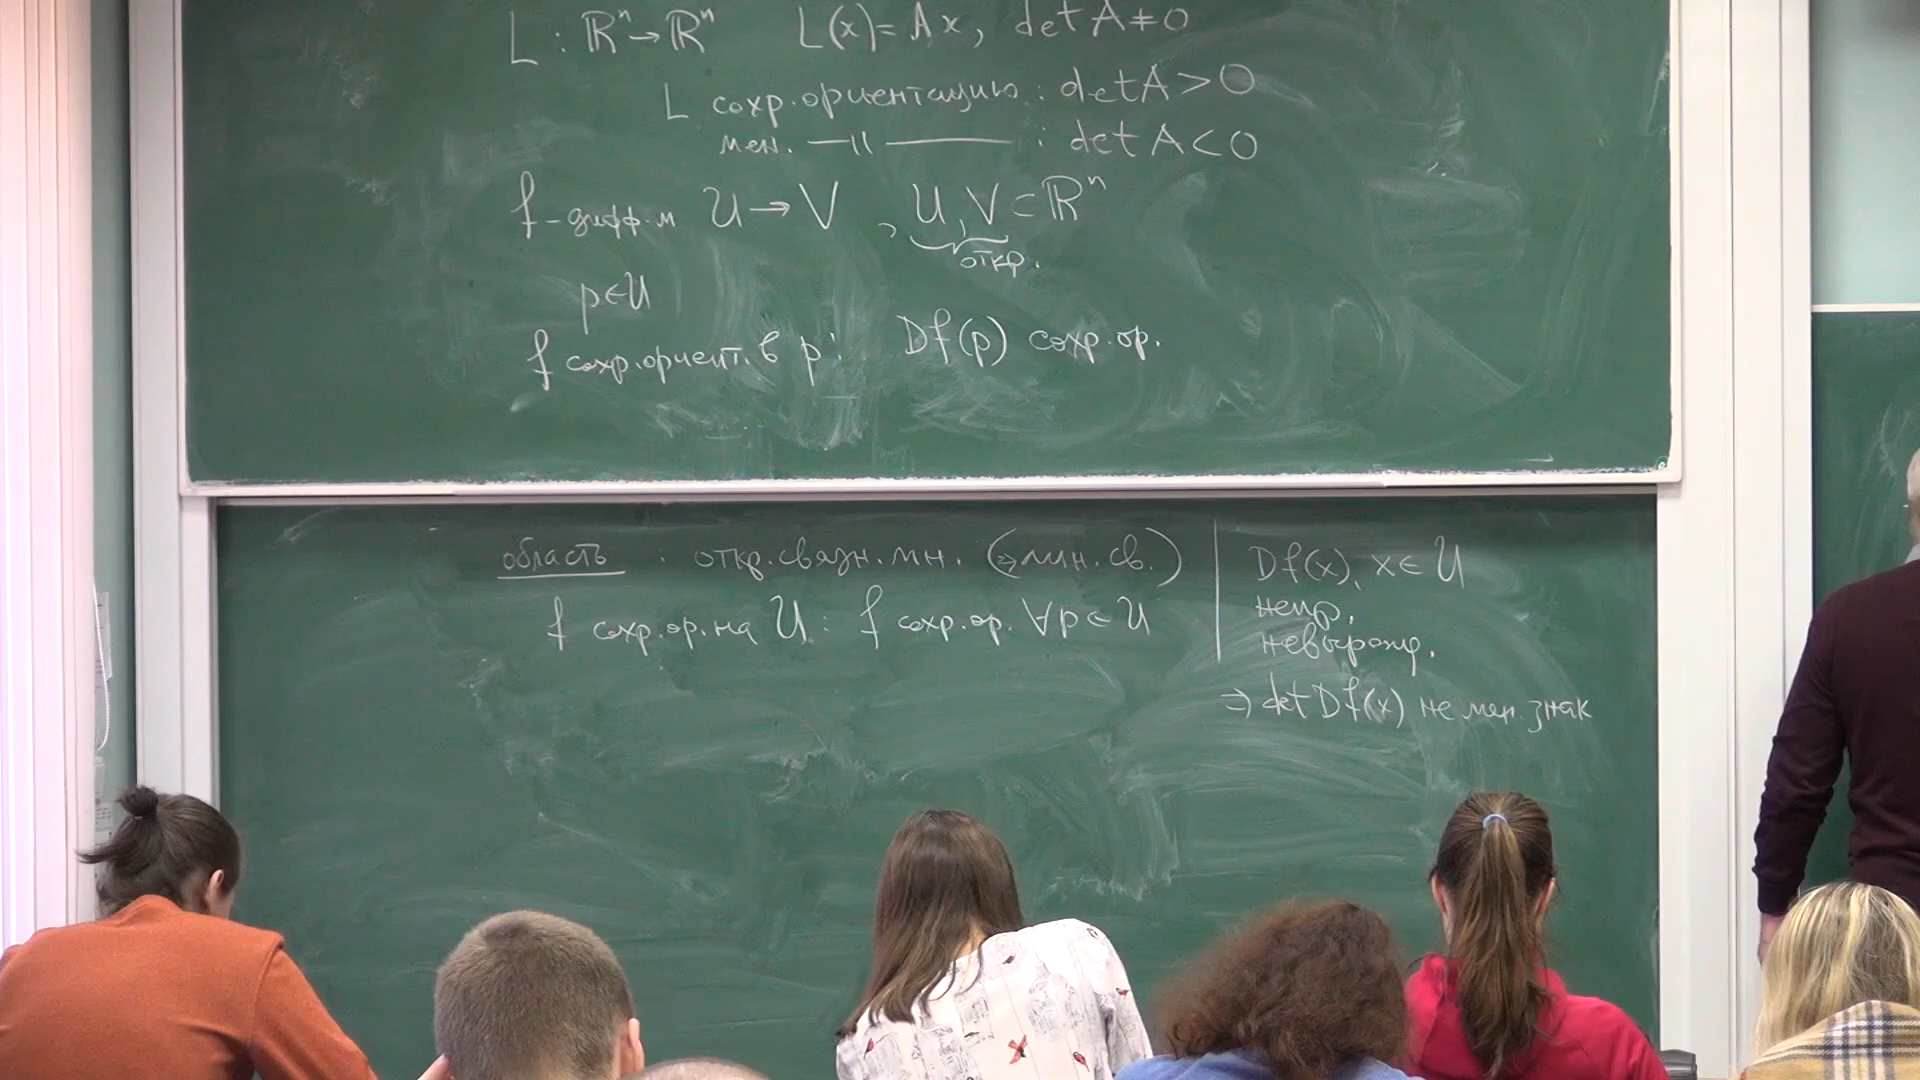 L : ℝⁿ → ℝⁿ L(x) = Ax, det A ≠ 0
L сохр. ориентацию : det A > 0
мен. —||— : det A < 0
f - дифф-м U → V , U, V ⊂ ℝⁿ
откр.
p ∈ U
f сохр. ориент. в p : Df(p) сохр. ор.
область : откр. связн. мн. (⇒ лин. св.)
f сохр. ор. на U : f сохр. ор. ∀p ∈ U
Df(x), x ∈ U
непр.
невырожд.
⇒ det Df(x) не мен. знак